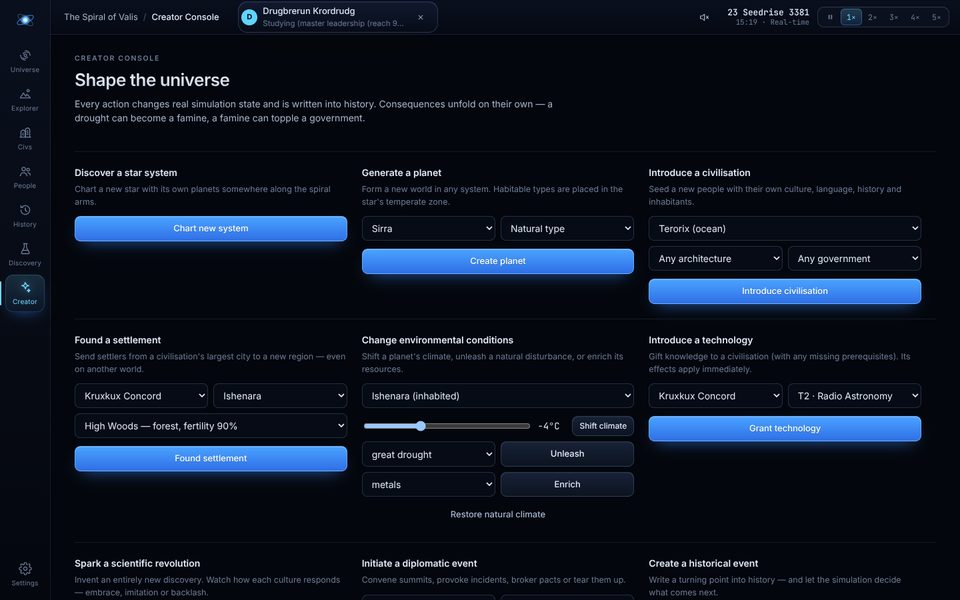 The Spiral of Valis / Creator Console
D
Drugbrerun Krordrudg
Studying (master leadership (reach 9...
×
23 Seedrise 3381
15:19 · Real-time
1× 2× 3× 4× 5×
Universe
Explorer
Civs
People
History
Discovery
Creator
Settings
CREATOR CONSOLE
Shape the universe
Every action changes real simulation state and is written into history. Consequences unfold on their own — a
drought can become a famine, a famine can topple a government.
Discover a star system
Chart a new star with its own planets somewhere along the spiral
arms.
Chart new system
Generate a planet
Form a new world in any system. Habitable types are placed in the
star's temperate zone.
Sirra
Natural type
Create planet
Introduce a civilisation
Seed a new people with their own culture, language, history and
inhabitants.
Terorix (ocean)
Any architecture
Any government
Introduce civilisation
Found a settlement
Send settlers from a civilisation's largest city to a new region — even
on another world.
Kruxkux Concord
Ishenara
High Woods — forest, fertility 90%
Found settlement
Change environmental conditions
Shift a planet's climate, unleash a natural disturbance, or enrich its
resources.
Ishenara (inhabited)
-4°C
Shift climate
great drought
Unleash
metals
Enrich
Restore natural climate
Introduce a technology
Gift knowledge to a civilisation (with any missing prerequisites). Its
effects apply immediately.
Kruxkux Concord
T2 · Radio Astronomy
Grant technology
Spark a scientific revolution
Invent an entirely new discovery. Watch how each culture responds
— embrace, imitation or backlash.
Initiate a diplomatic event
Convene summits, provoke incidents, broker pacts or tear them up.
Create a historical event
Write a turning point into history — and let the simulation decide
what comes next.